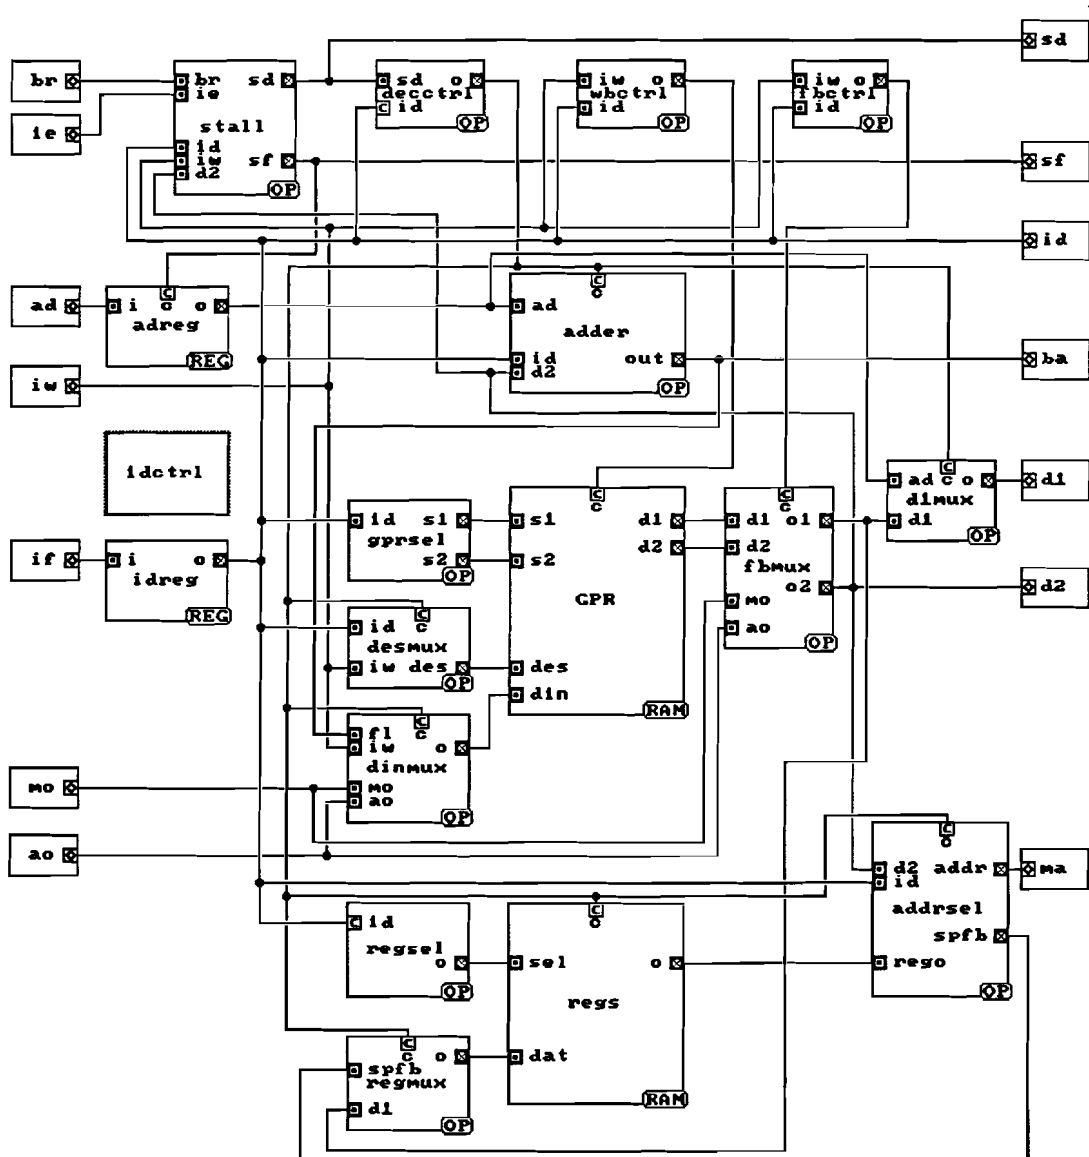 sd
br
br sd
sd o
iw o
iw o
ie
decctrl
wbctrl
fbctrl
id
id
id
ie
stall
OP
OP
OP
id
iw sf
d2
OP
sf
id
ad
c
i c o
adreg
REG
c
c
ad
adder
id out
d2
OP
ba
iw
idctrl
c
ad c o
d1mux
d1
OP
d1
if
i o
idreg
REG
id s1
gprsel
s2
OP
c
c
s1 d1
s2 d2
GPR
des
din
RAM
c
c
d1 o1
d2
fbmux
o2
mo
ao
OP
d2
c
c
id
desmux
iw des
OP
c
c
f1
iw o
dinmux
mo
ao
OP
mo
ao
c
c
d2 addr
id
addrsel
spfb
rego
OP
ma
c
id
regsel
o
OP
c
c
sel o
regs
dat
RAM
c
c o
spfb
regmux
d1
OP